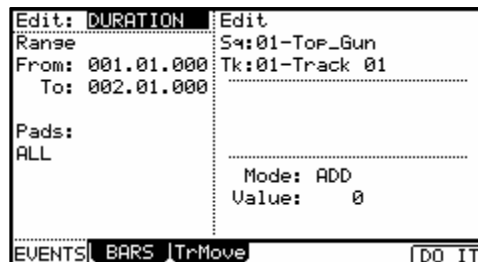 Edit: DURATION
Range
From: 001.01.000
To: 002.01.000
Pads:
ALL
Edit
Sq:01-Top_Gun
Tk:01-Track 01
Mode: ADD
Value: 0
EVENTS BARS TrMove DO IT